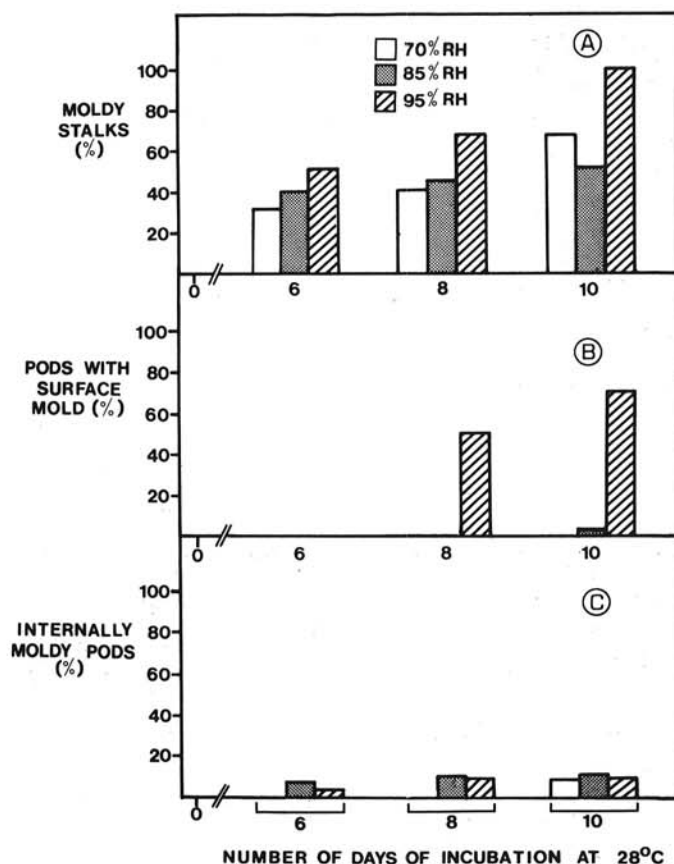 70% RH
85% RH
95% RH
A
MOLDY
STALKS
(%)
100
80
60
40
20
0
6
8
10
B
PODS WITH
SURFACE
MOLD (%)
100
80
60
40
20
0
6
8
10
C
INTERNALLY
MOLDY PODS
(%)
100
80
60
40
20
0
6
8
10
NUMBER OF DAYS OF INCUBATION AT 28°C